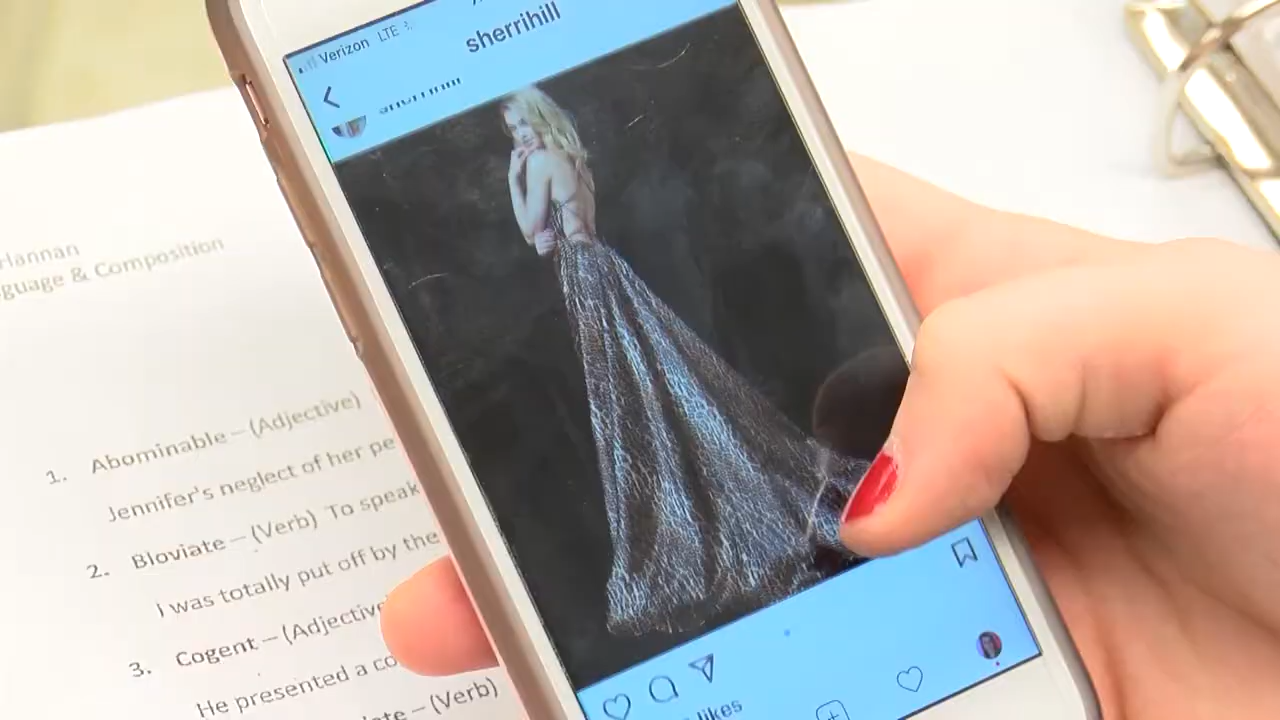 Verizon LTE
sherrihill
Hannan
guage & Composition
1. Abominable – (Adjective)
Jennifer's neglect of her pe
2. Bloviate – (Verb) To speak
I was totally put off by the
3. Cogent – (Adjective
He presented a co
ate – (Verb)
likes